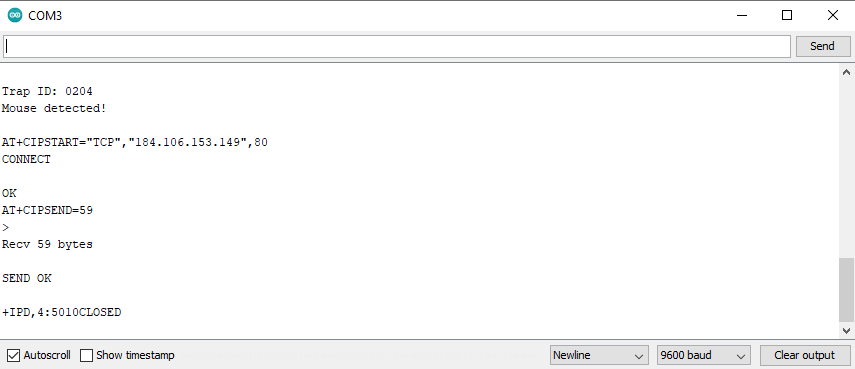 COM3
Send
Trap ID: 0204
Mouse detected!
AT+CIPSTART="TCP","184.106.153.149",80
CONNECT
OK
AT+CIPSEND=59
>
Recv 59 bytes
SEND OK
+IPD,4:5010CLOSED
Autoscroll Show timestamp Newline 9600 baud Clear output